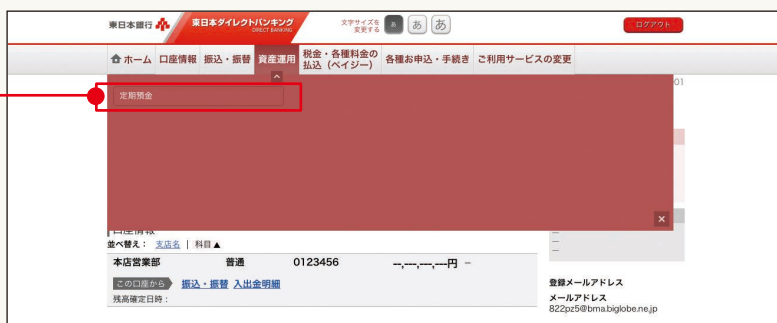 東日本銀行
東日本ダイレクトバンキング
DIRECT BANKING
文字サイズを
変更する
あ あ あ
ログアウト
ホーム 口座情報 振込・振替 資産運用 税金・各種料金の
払込（ペイジー） 各種お申込・手続き ご利用サービスの変更
01
定期預金
×
口座情報
並べ替え： 支店名 | 科目▲
本店営業部 普通 0123456 --,---,---,---円 −
この口座から 振込・振替 入出金明細
残高確定日時：
登録メールアドレス
メールアドレス
822pz5@bma.biglobe.ne.jp